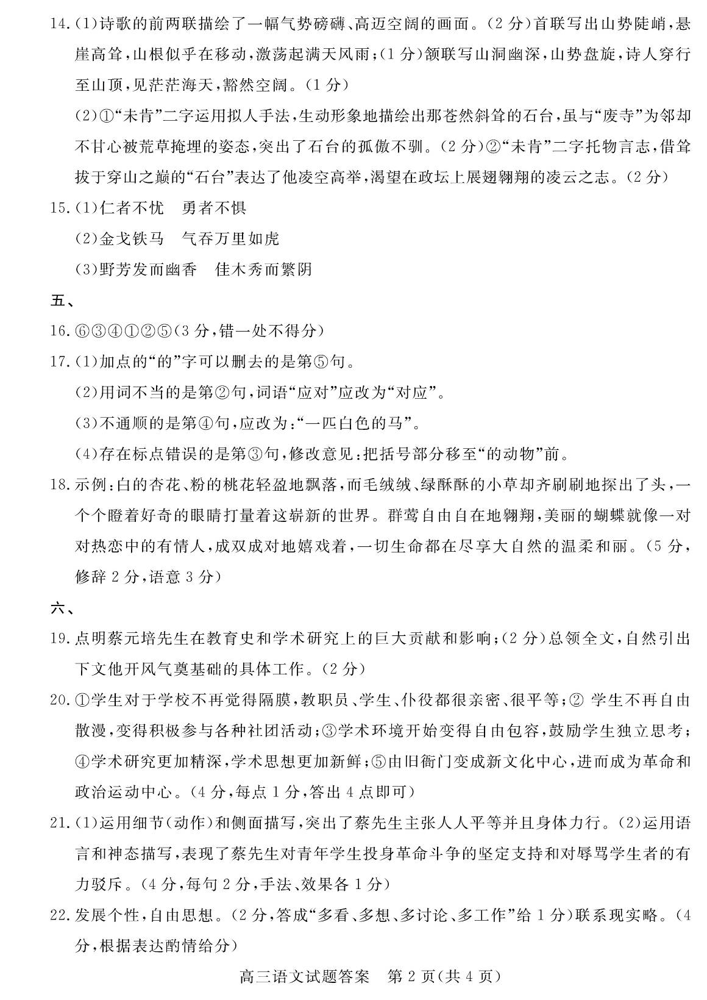 14.(1)诗歌的前两联描绘了一幅气势磅礴、高迈空阔的画面。(2分)首联写出山势陡峭,悬
崖高耸,山根似乎在移动,激荡起满天风雨;(1分)颔联写山洞幽深,山势盘旋,诗人穿行
至山顶,见茫茫海天,豁然空阔。(1分)
(2)①“未肯”二字运用拟人手法,生动形象地描绘出那苍然斜耸的石台,虽与“废寺”为邻却
不甘心被荒草掩埋的姿态,突出了石台的孤傲不驯。(2分)②“未肯”二字托物言志,借耸
拔于穿山之巅的“石台”表达了他凌空高举,渴望在政坛上展翅翱翔的凌云之志。(2分)
15.(1)仁者不忧　勇者不惧
(2)金戈铁马　气吞万里如虎
(3)野芳发而幽香　佳木秀而繁阴
五、
16.⑥③④①②⑤(3分,错一处不得分)
17.(1)加点的“的”字可以删去的是第⑤句。
(2)用词不当的是第②句,词语“应对”应改为“对应”。
(3)不通顺的是第④句,应改为:“一匹白色的马”。
(4)存在标点错误的是第③句,修改意见:把括号部分移至“的动物”前。
18.示例:白的杏花、粉的桃花轻盈地飘落,而毛绒绒、绿酥酥的小草却齐刷刷地探出了头,一
个个瞪着好奇的眼睛打量着这崭新的世界。群莺自由自在地翱翔,美丽的蝴蝶就像一对
对热恋中的有情人,成双成对地嬉戏着,一切生命都在尽享大自然的温柔和丽。(5分,
修辞2分,语意3分)
六、
19.点明蔡元培先生在教育史和学术研究上的巨大贡献和影响;(2分)总领全文,自然引出
下文他开风气奠基础的具体工作。(2分)
20.①学生对于学校不再觉得隔膜,教职员、学生、仆役都很亲密、很平等;② 学生不再自由
散漫,变得积极参与各种社团活动;③学术环境开始变得自由包容,鼓励学生独立思考;
④学术研究更加精深,学术思想更加新鲜;⑤由旧衙门变成新文化中心,进而成为革命和
政治运动中心。(4分,每点1分,答出4点即可)
21.(1)运用细节(动作)和侧面描写,突出了蔡先生主张人人平等并且身体力行。(2)运用语
言和神态描写,表现了蔡先生对青年学生投身革命斗争的坚定支持和对辱骂学生者的有
力驳斥。(4分,每句2分,手法、效果各1分)
22.发展个性,自由思想。(2分,答成“多看、多想、多讨论、多工作”给1分)联系现实略。(4
分,根据表达酌情给分)
高三语文试题答案　第2页(共4页)